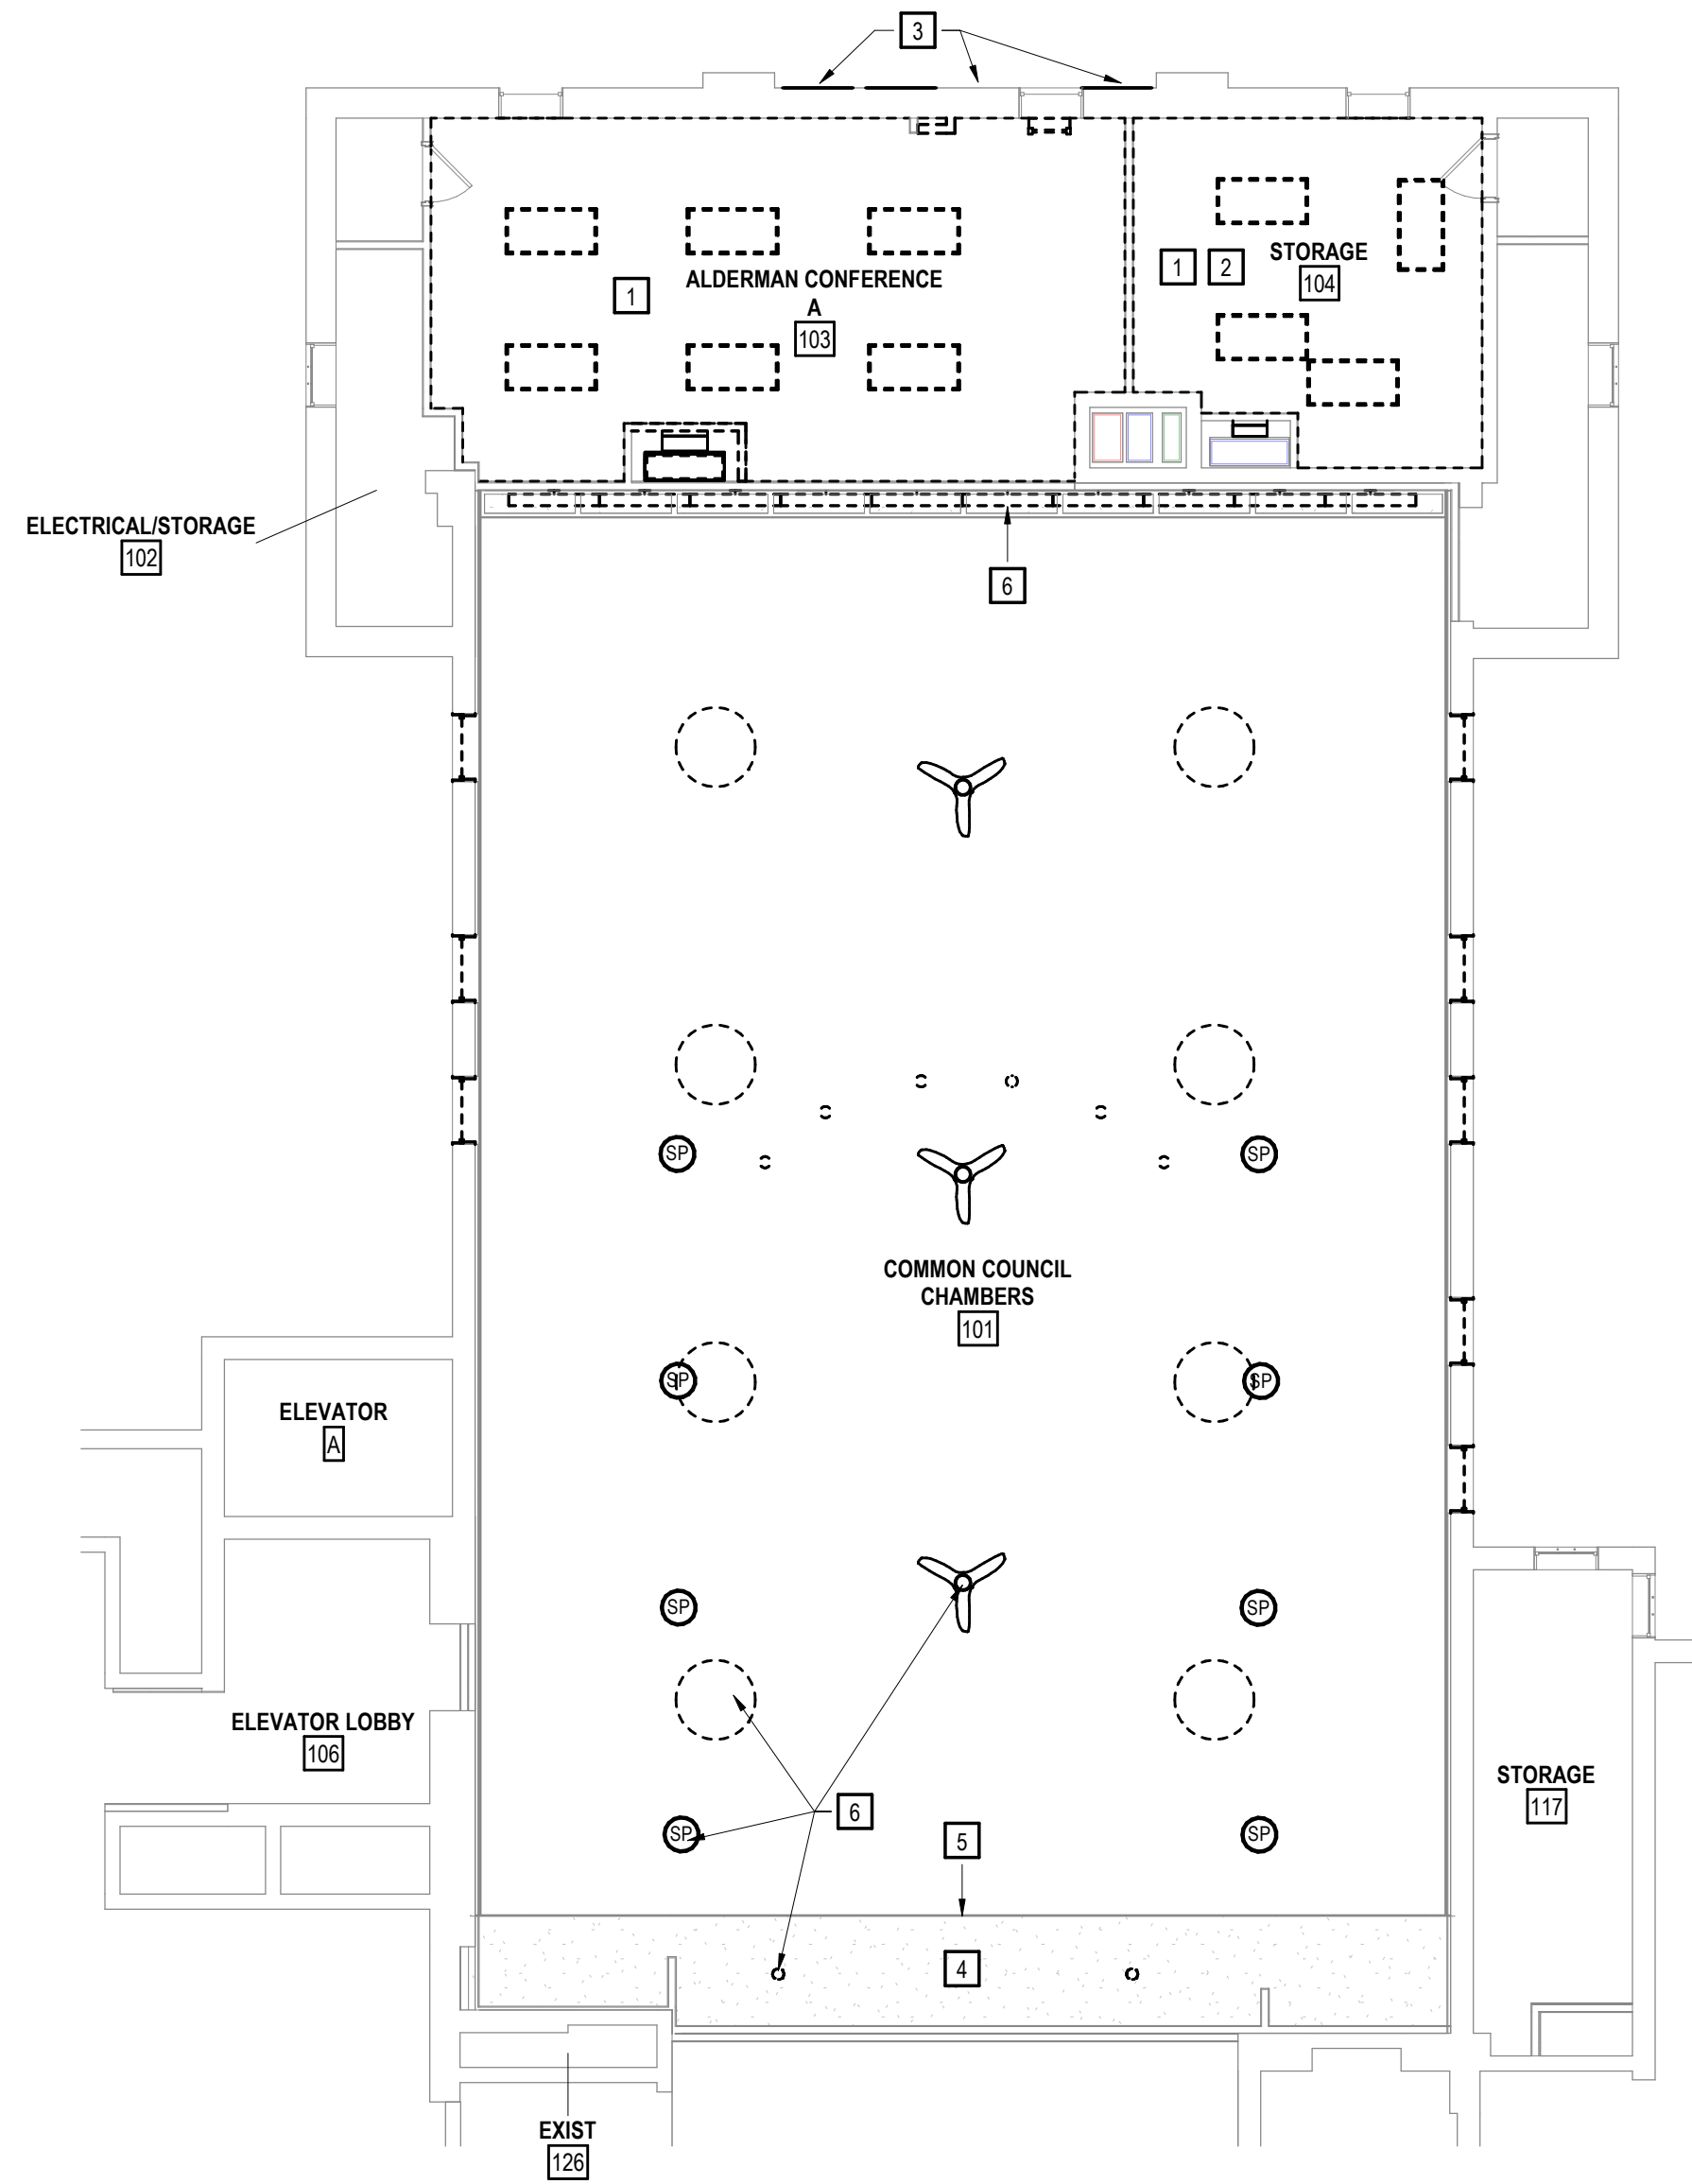 3
ALDERMAN CONFERENCE
A
103
1
1
2
STORAGE
104
ELECTRICAL/STORAGE
102
6
SP
SP
COMMON COUNCIL
CHAMBERS
101
SP
SP
ELEVATOR
A
SP
SP
ELEVATOR LOBBY
106
STORAGE
117
6
SP
SP
5
4
EXIST
126